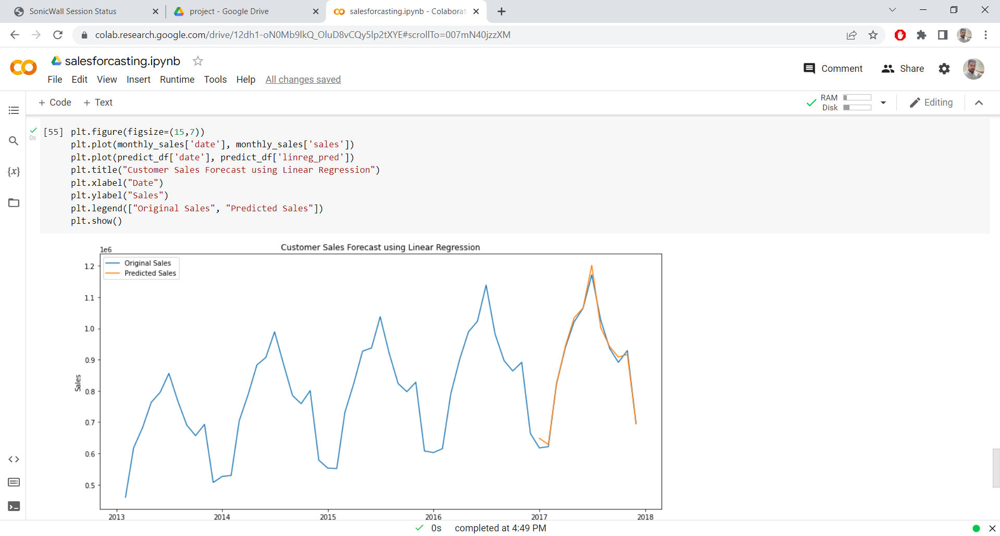 SonicWall Session Status
project - Google Drive
salesforcasting.ipynb - Colaborat
colab.research.google.com/drive/12dh1-oN0Mb9lkQ_OluD8vCQy5lp2tXYE#scrollTo=007mN40jzzXM
salesforcasting.ipynb
Comment
Share
File Edit View Insert Runtime Tools Help All changes saved
+ Code + Text
RAM
Disk
Editing
[55] plt.figure(figsize=(15,7))
0s
plt.plot(monthly_sales['date'], monthly_sales['sales'])
plt.plot(predict_df['date'], predict_df['linreg_pred'])
{x}
plt.title("Customer Sales Forecast using Linear Regression")
plt.xlabel("Date")
plt.ylabel("Sales")
plt.legend(["Original Sales", "Predicted Sales"])
plt.show()
Customer Sales Forecast using Linear Regression
1e6
Original Sales
Predicted Sales
1.2
1.1
1.0
0.9
0.8
0.7
0.6
0.5
Sales
2013 2014 2015 2016 2017 2018
0s completed at 4:49 PM